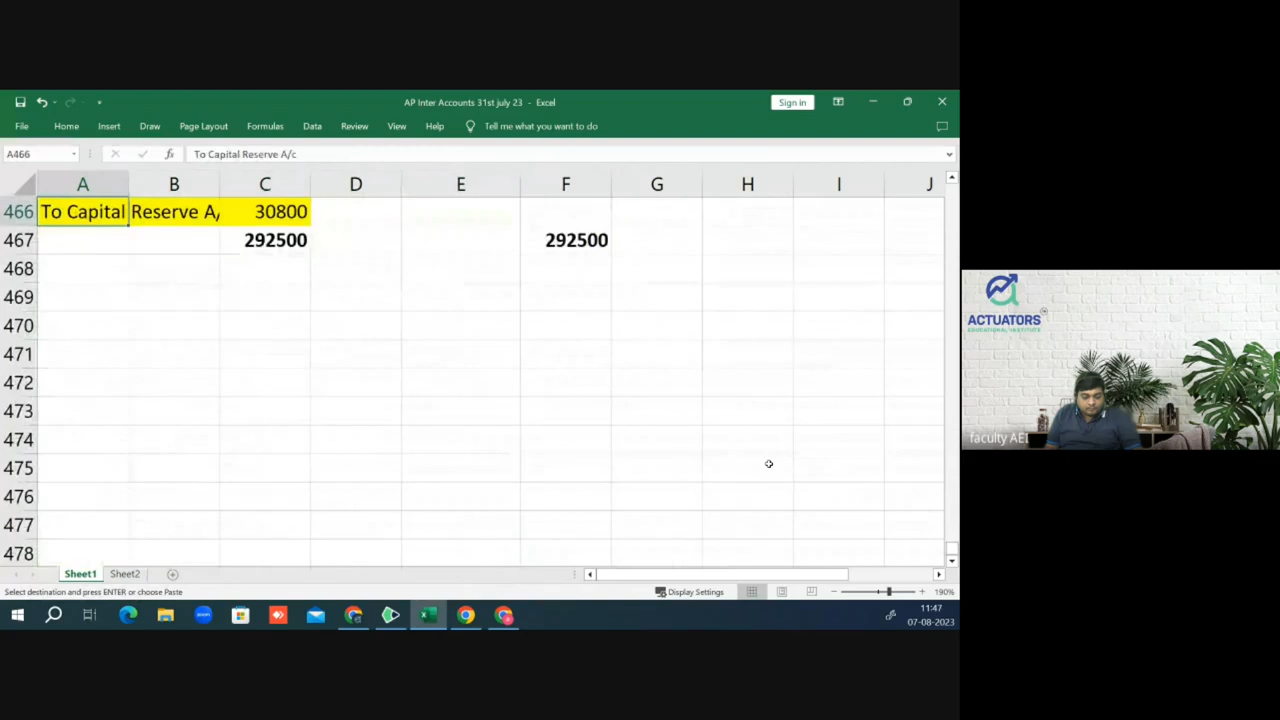 AP Inter Accounts 31st july 23 - Excel
Sign in
File Home Insert Draw Page Layout Formulas Data Review View Help Tell me what you want to do
A466 fx To Capital Reserve A/c
A B C D E F G H I J
466 To Capital Reserve A/ 30800
467 292500 292500
468
469
470
471
472
473
474
475
476
477
478
Sheet1 Sheet2
Select destination and press ENTER or choose Paste Display Settings 190%
11:47
07-08-2023
ACTUATORS
EDUCATIONAL INSTITUTE
faculty AEI